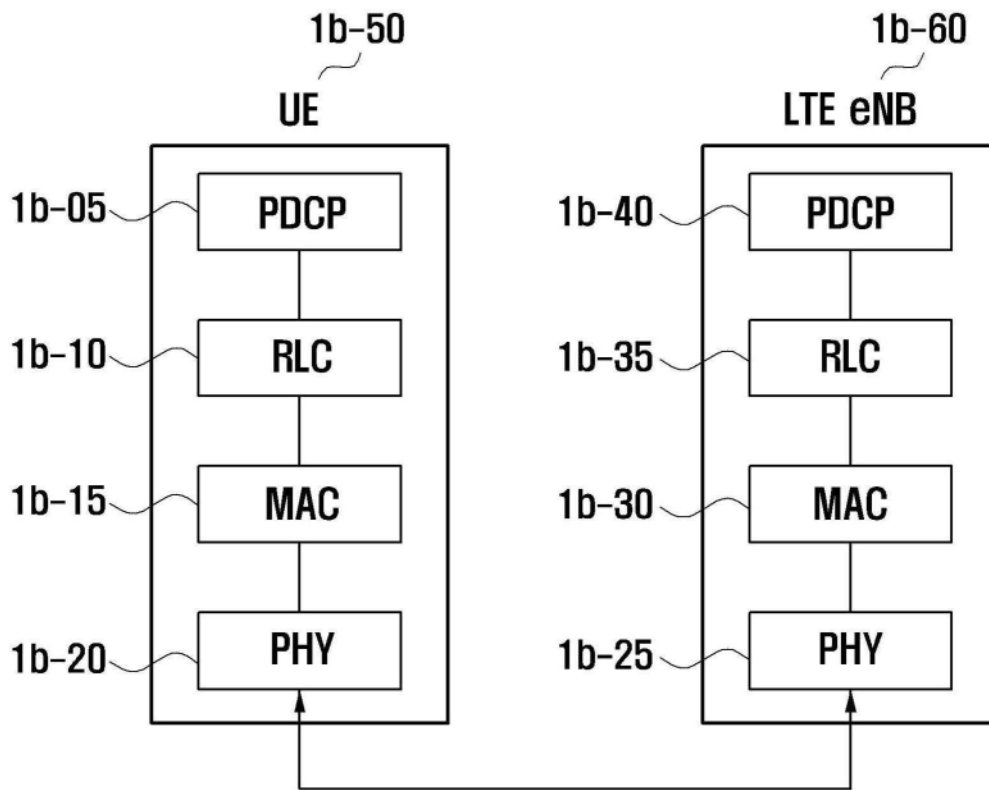 1b-50
1b-60
UE
LTE eNB
1b-05
PDCP
1b-40
PDCP
1b-10
RLC
1b-35
RLC
1b-15
MAC
1b-30
MAC
1b-20
PHY
1b-25
PHY